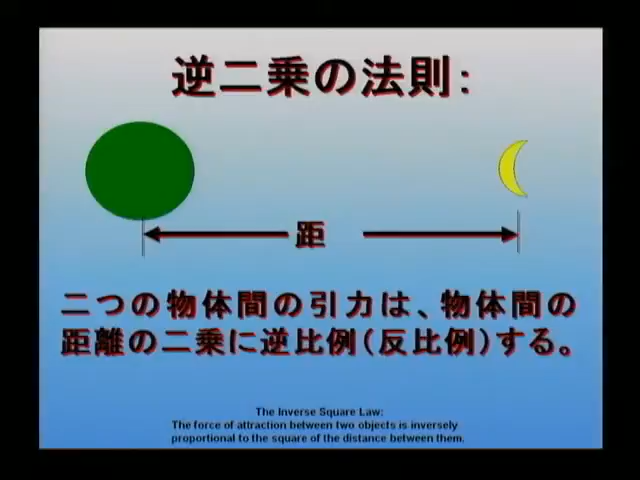 逆二乗の法則：
距
二つの物体間の引力は、物体間の
距離の二乗に逆比例（反比例）する。
The Inverse Square Law:
The force of attraction between two objects is inversely
proportional to the square of the distance between them.